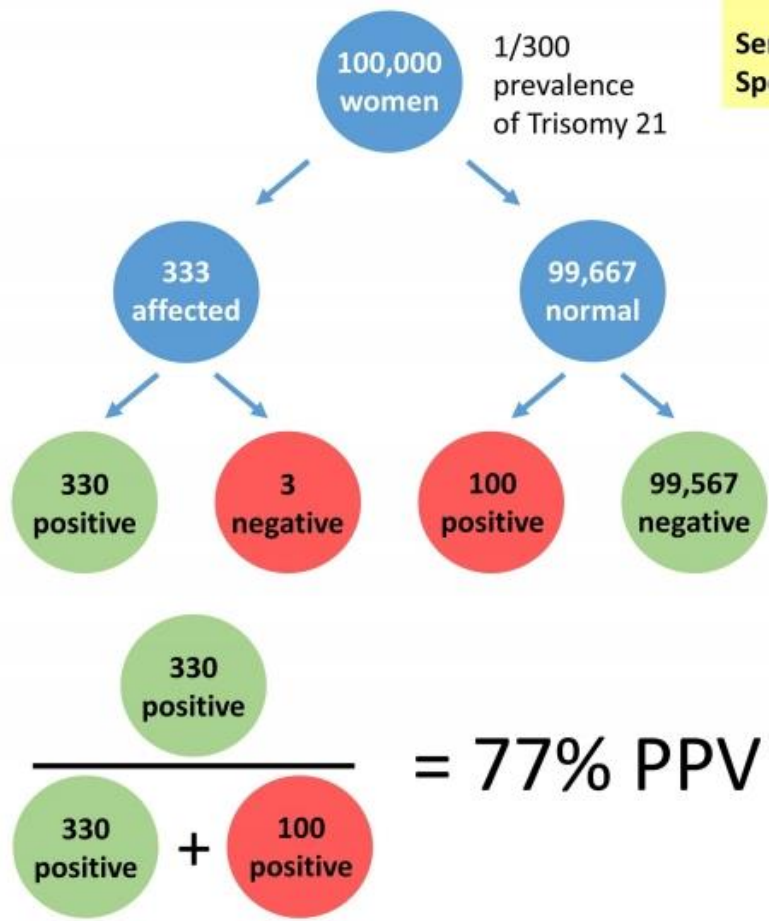 100,000
women
1/300
prevalence
of Trisomy 21
333
affected
99,667
normal
330
positive
3
negative
100
positive
99,567
negative
330
positive
330
positive
+
100
positive
= 77% PPV